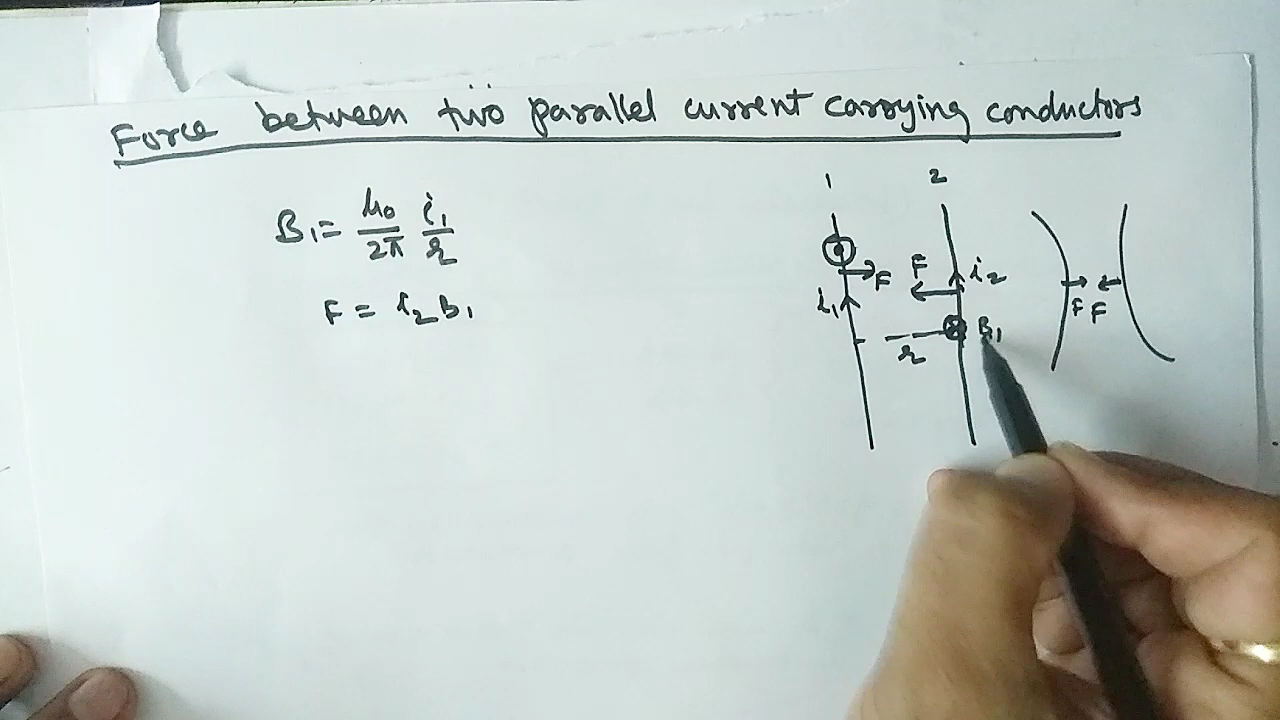 Force between two parallel current carrying conductors
B₁ = μ₀/2π i₁/r
F = i₂B₁
1 2
F F i₂
i₁
B₁
r
F F